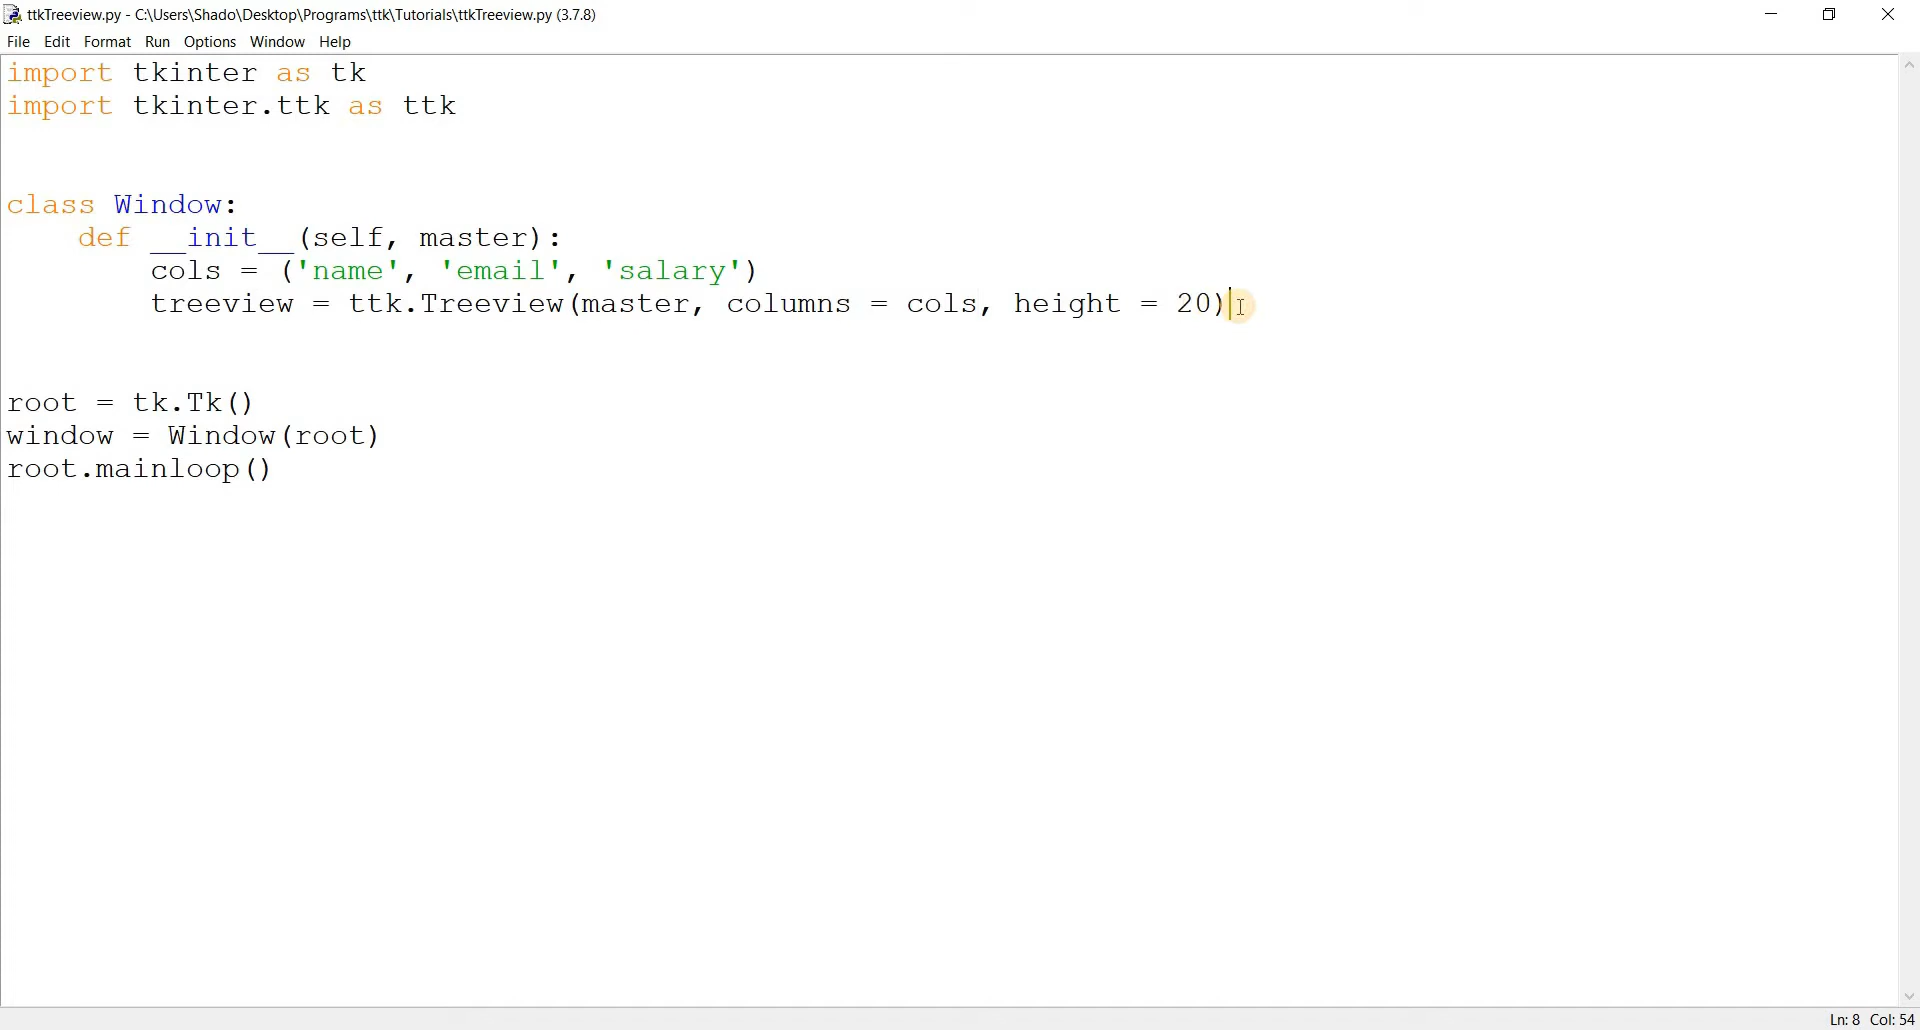 ttkTreeview.py - C:\Users\Shado\Desktop\Programs\ttk\Tutorials\ttkTreeview.py (3.7.8)
File Edit Format Run Options Window Help
import tkinter as tk
import tkinter.ttk as ttk
class Window:
    def __init__(self, master):
        cols = ('name', 'email', 'salary')
        treeview = ttk.Treeview(master, columns = cols, height = 20)
root = tk.Tk()
window = Window(root)
root.mainloop()
Ln: 8 Col: 54